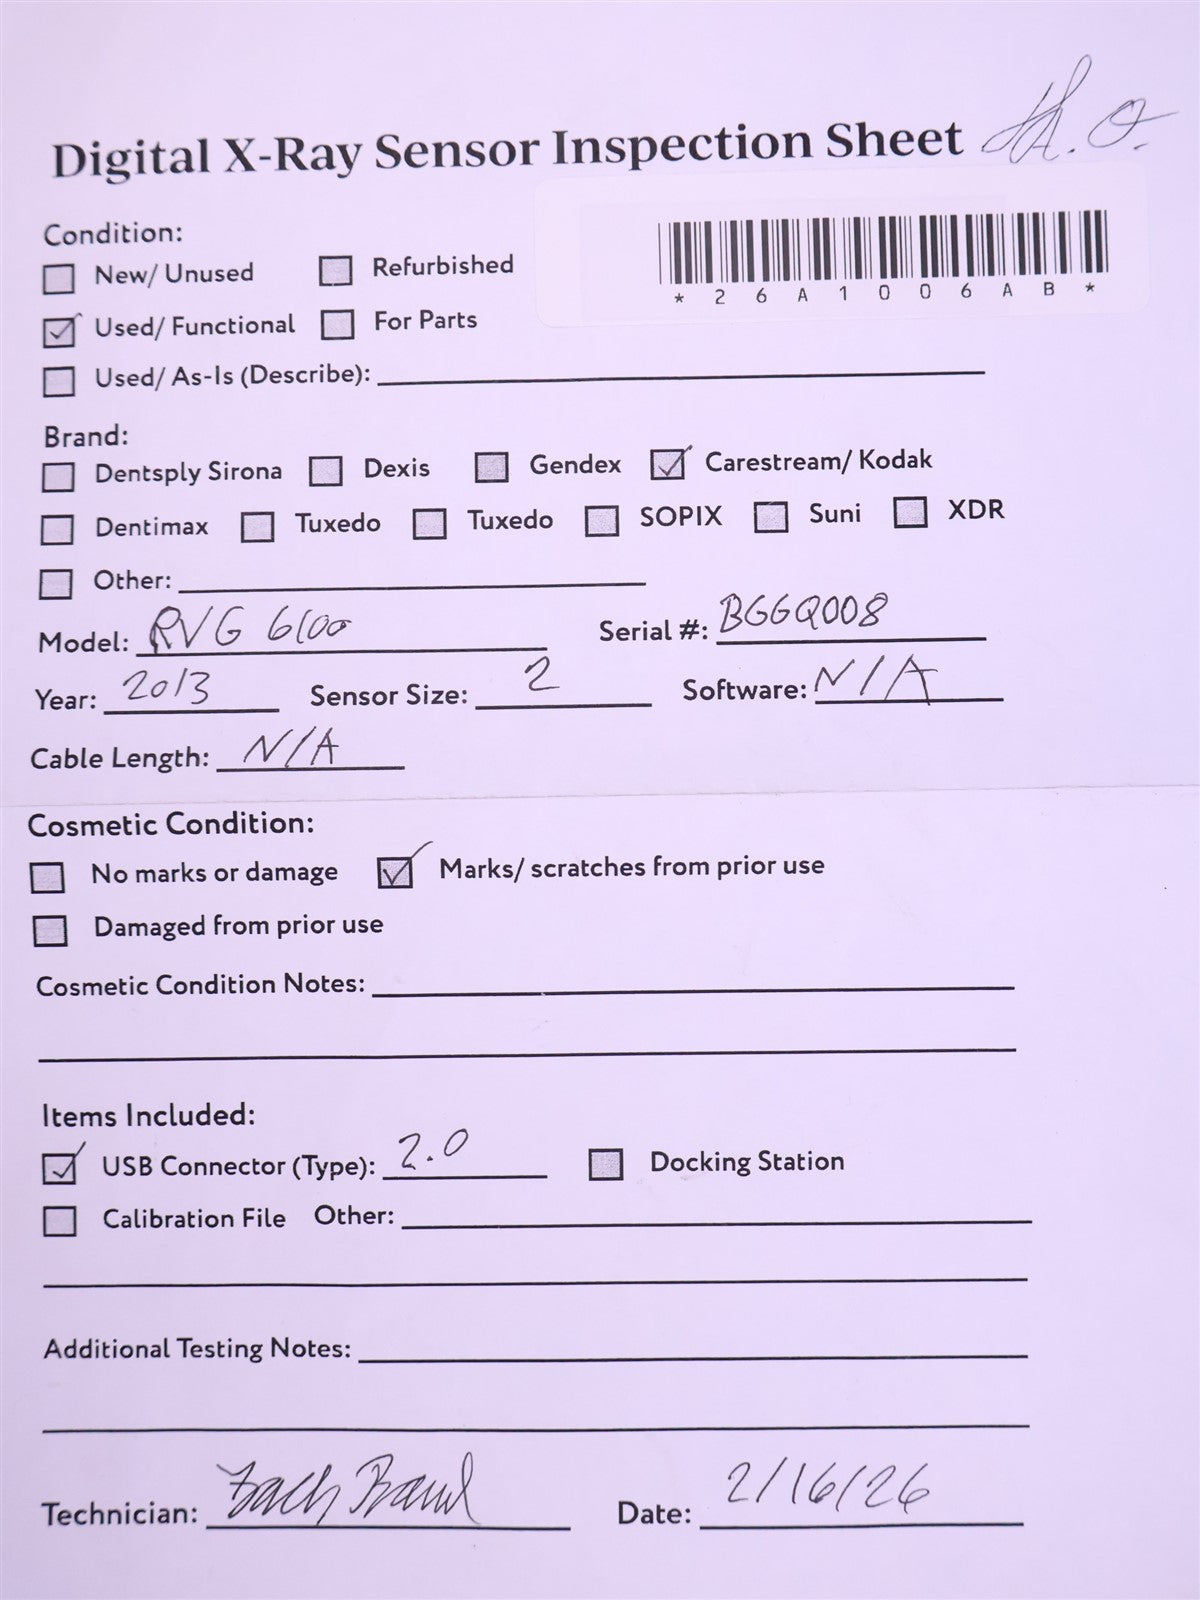 Digital X-Ray Sensor Inspection Sheet
*26A1006AB*
Condition:
New/ Unused Refurbished
Used/ Functional For Parts
Used/ As-Is (Describe):
Brand:
Dentsply Sirona Dexis Gendex Carestream/ Kodak
Dentimax Tuxedo Tuxedo SOPIX Suni XDR
Other:
Model: RVG 6100 Serial #: BGGQ008
Year: 2013 Sensor Size: 2 Software: N/A
Cable Length: N/A
Cosmetic Condition:
No marks or damage Marks/ scratches from prior use
Damaged from prior use
Cosmetic Condition Notes:
Items Included:
USB Connector (Type): 2.0 Docking Station
Calibration File Other:
Additional Testing Notes:
Technician: Zach Date: 2/16/26